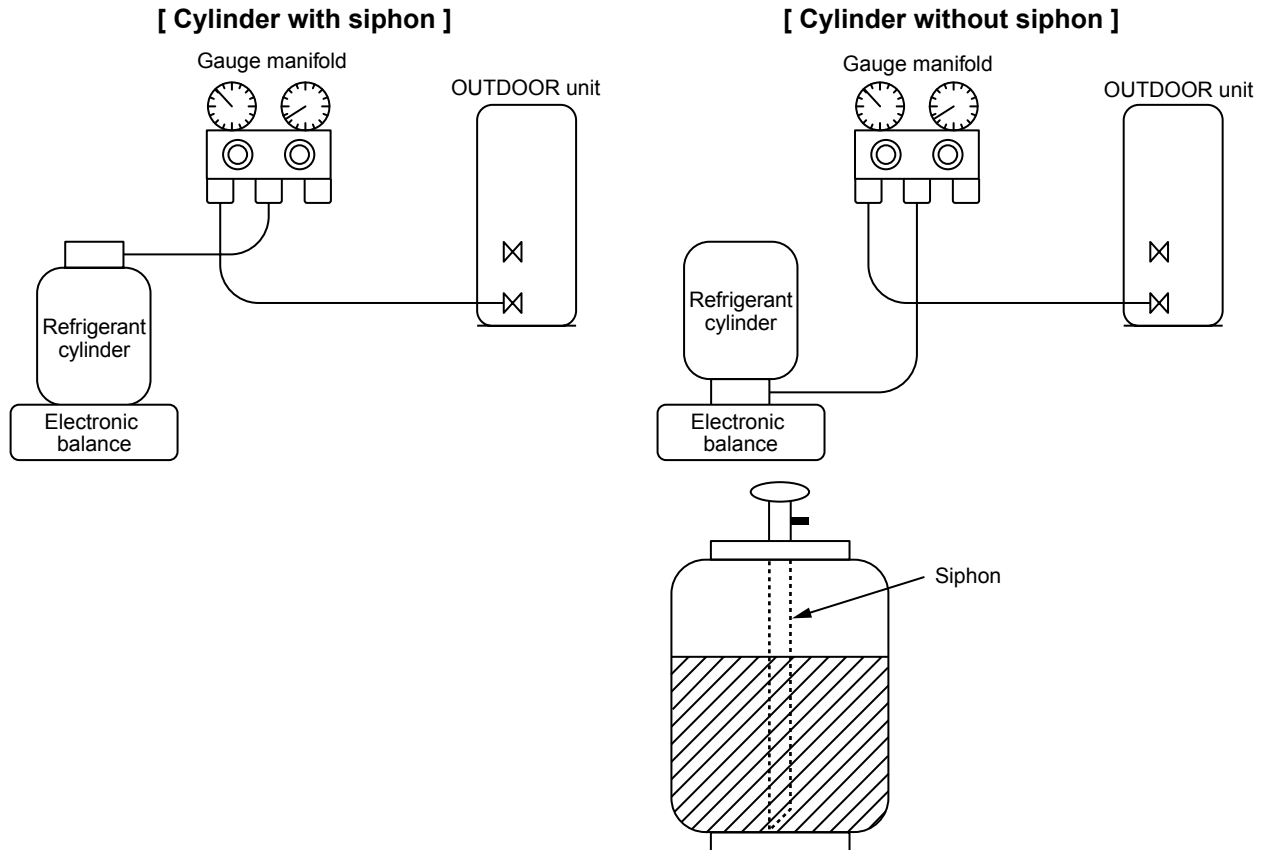 [ Cylinder with siphon ]
Gauge manifold
OUTDOOR unit
Refrigerant
cylinder
Electronic
balance
[ Cylinder without siphon ]
Gauge manifold
OUTDOOR unit
Refrigerant
cylinder
Electronic
balance
Siphon